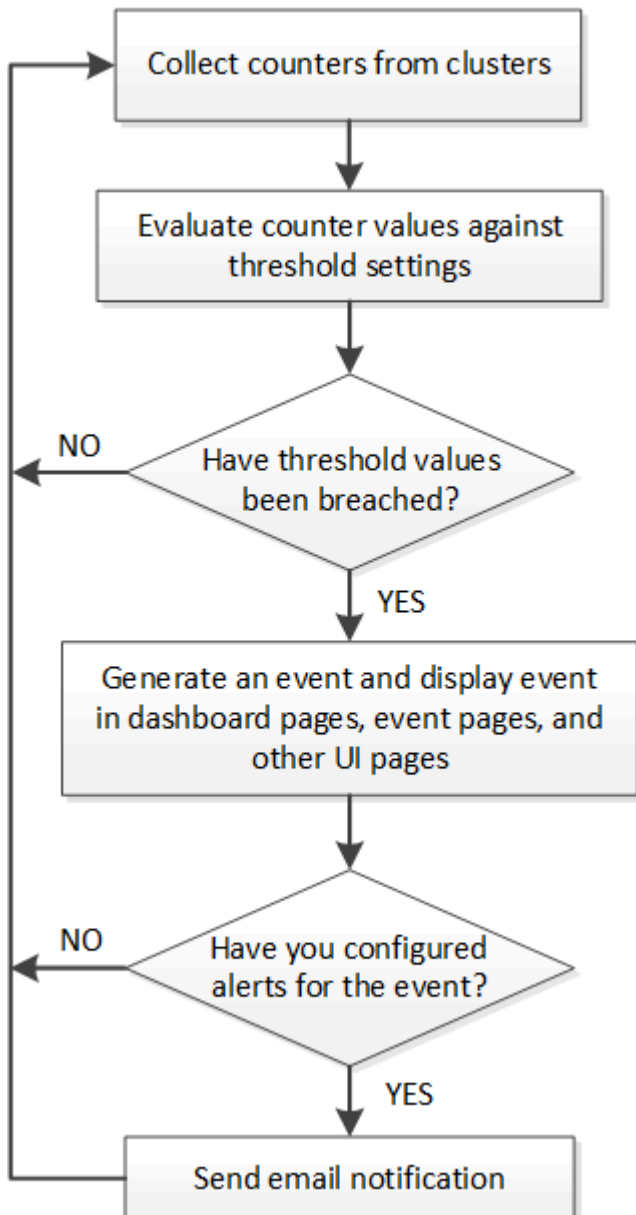 Collect counters from clusters
Evaluate counter values against
threshold settings
NO
Have threshold values
been breached?
YES
Generate an event and display event
in dashboard pages, event pages, and
other UI pages
NO
Have you configured
alerts for the event?
YES
Send email notification